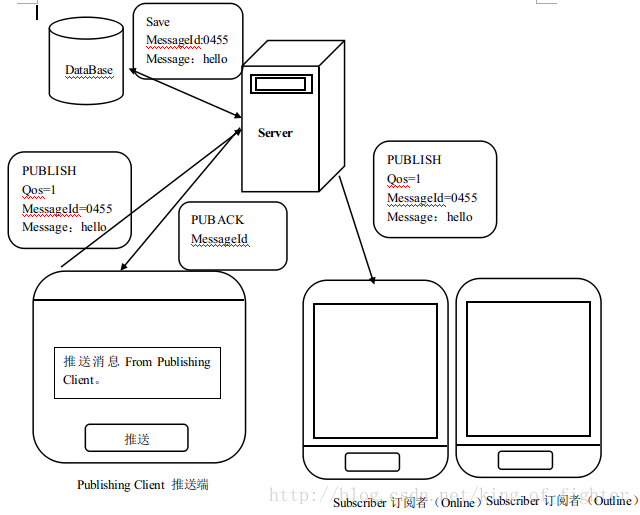 Save
MessageId:0455
Message：hello
DataBase
Server
PUBLISH
Qos=1
MessageId=0455
Message：hello
PUBACK
MessageId
PUBLISH
Qos=1
MessageId=0455
Message：hello
推送消息 From Publishing
Client。
推送
Publishing Client 推送端
http://blog.csdn.net/king_of_fighter
Subscriber 订阅者（Online）
Subscriber 订阅者（Outline）